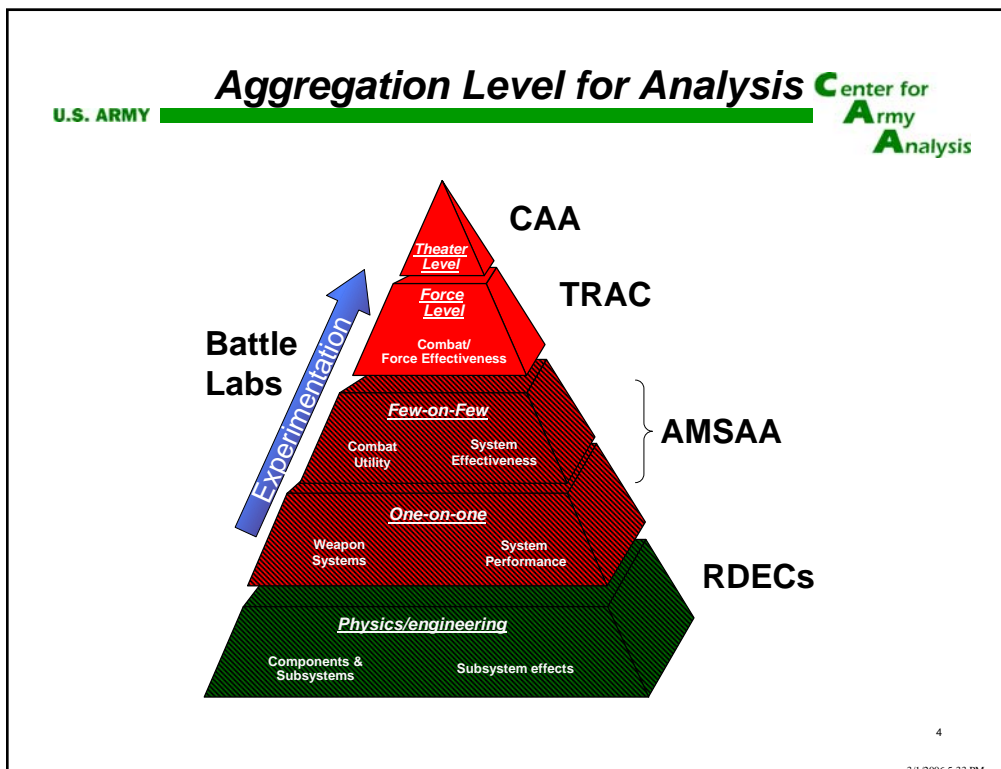 Aggregation Level for Analysis
U.S. ARMY
Center for
Army
Analysis
CAA
Theater
Level
TRAC
Force
Level
Combat/
Force Effectiveness
Battle
Labs
Experimentation
Few-on-Few
Combat
Utility
System
Effectiveness
AMSAA
One-on-one
Weapon
Systems
System
Performance
RDECs
Physics/engineering
Components &
Subsystems
Subsystem effects
4